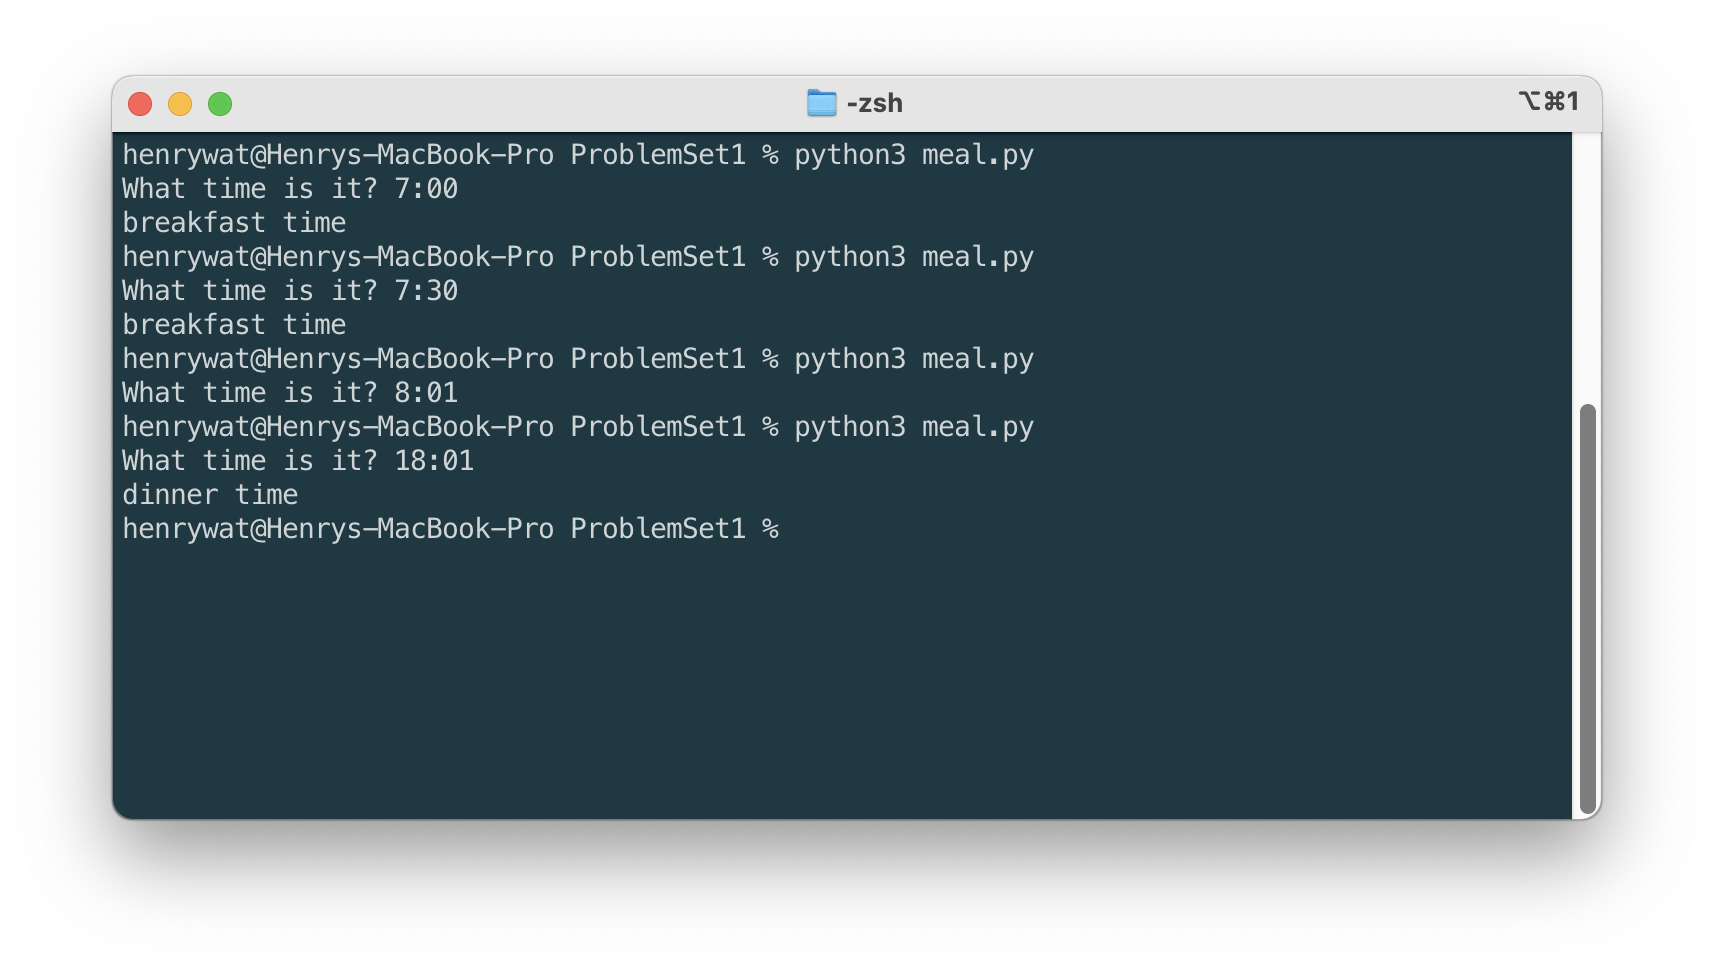 -zsh
⌥⌘1
henrywat@Henrys-MacBook-Pro ProblemSet1 % python3 meal.py
What time is it? 7:00
breakfast time
henrywat@Henrys-MacBook-Pro ProblemSet1 % python3 meal.py
What time is it? 7:30
breakfast time
henrywat@Henrys-MacBook-Pro ProblemSet1 % python3 meal.py
What time is it? 8:01
henrywat@Henrys-MacBook-Pro ProblemSet1 % python3 meal.py
What time is it? 18:01
dinner time
henrywat@Henrys-MacBook-Pro ProblemSet1 %